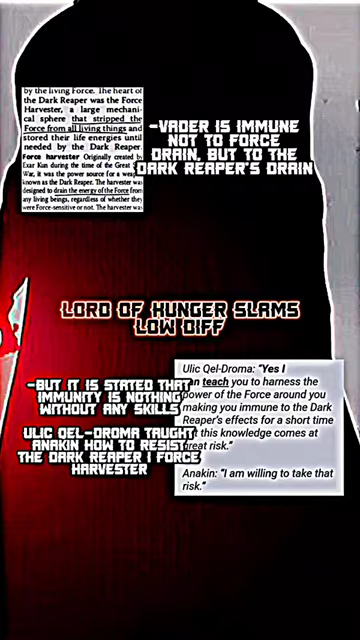 by the living Force. The heart of
the Dark Reaper was the Force
Harvester, a large mechani-
cal sphere that stripped the
Force from all living things and
stored their life energies until
needed by the Dark Reaper.
Force harvester Originally created b
Exar Kun during the time of the Great S
War, it was the power source for a weap
known as the Dark Reaper. The harvester was
designed to drain the energy of the Force from
any living beings, regardless of whether they
were Force-sensitive or not. The harvester was
-VADER IS IMMUNE
NOT TO FORCE
DRAIN, BUT TO THE
DARK REAPER'S DRAIN
LORD OF HUNGER SLAMS
LOW DIFF
-BUT IT IS STATED THAT
IMMUNITY IS NOTHING
WITHOUT ANY SKILLS
ULIC QEL-DROMA TAUGHT
ANAKIN HOW TO RESIST
THE DARK REAPER | FORCE
HARVESTER
Ulic Qel-Droma: "Yes I
an teach you to harness the
power of the Force around you
making you immune to the Dark
Reaper's effects for a short time
t this knowledge comes at
great risk."
Anakin: "I am willing to take that
risk."